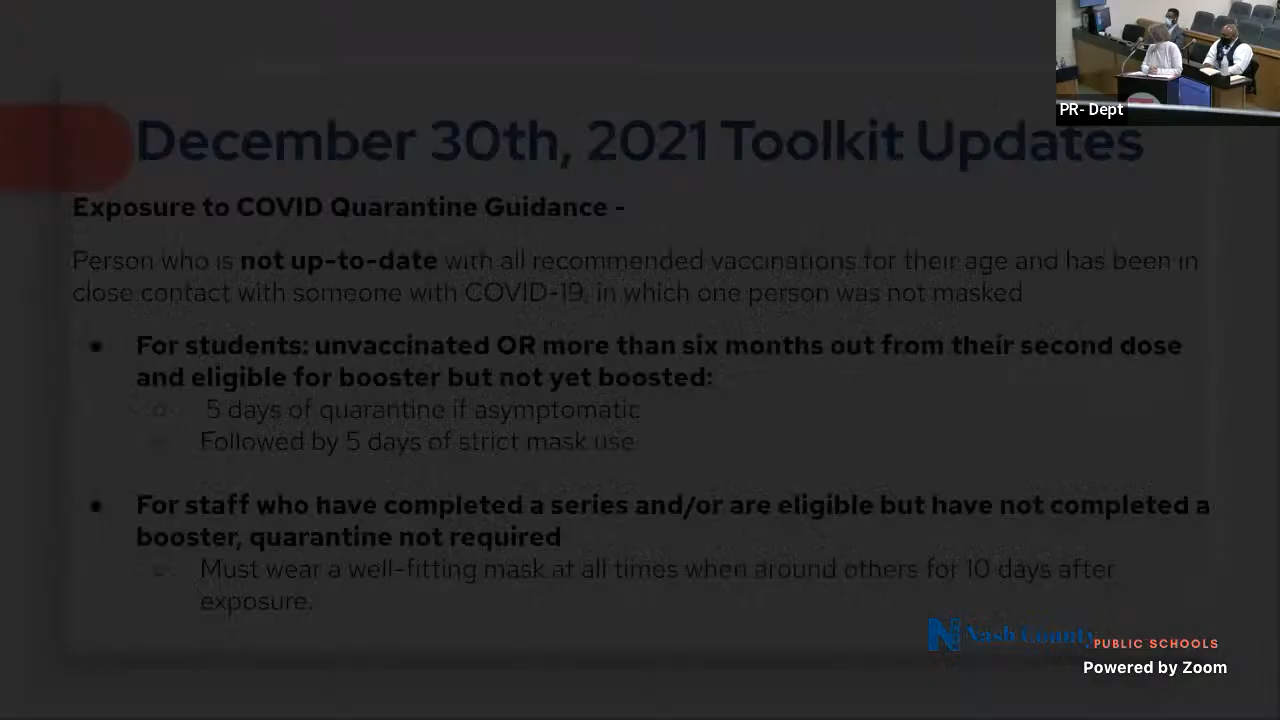 PR- Dept
December 30th, 2021 Toolkit Updates
Exposure to COVID Quarantine Guidance -
Person who is not up-to-date with all recommended vaccinations for their age and has been in
close contact with someone with COVID-19, in which one person was not masked
● For students: unvaccinated OR more than six months out from their second dose
and eligible for booster but not yet boosted:
○ 5 days of quarantine if asymptomatic
○ Followed by 5 days of strict mask use
● For staff who have completed a series and/or are eligible but have not completed a
booster, quarantine not required
○ Must wear a well-fitting mask at all times when around others for 10 days after
exposure.
Nash County PUBLIC SCHOOLS
Powered by Zoom